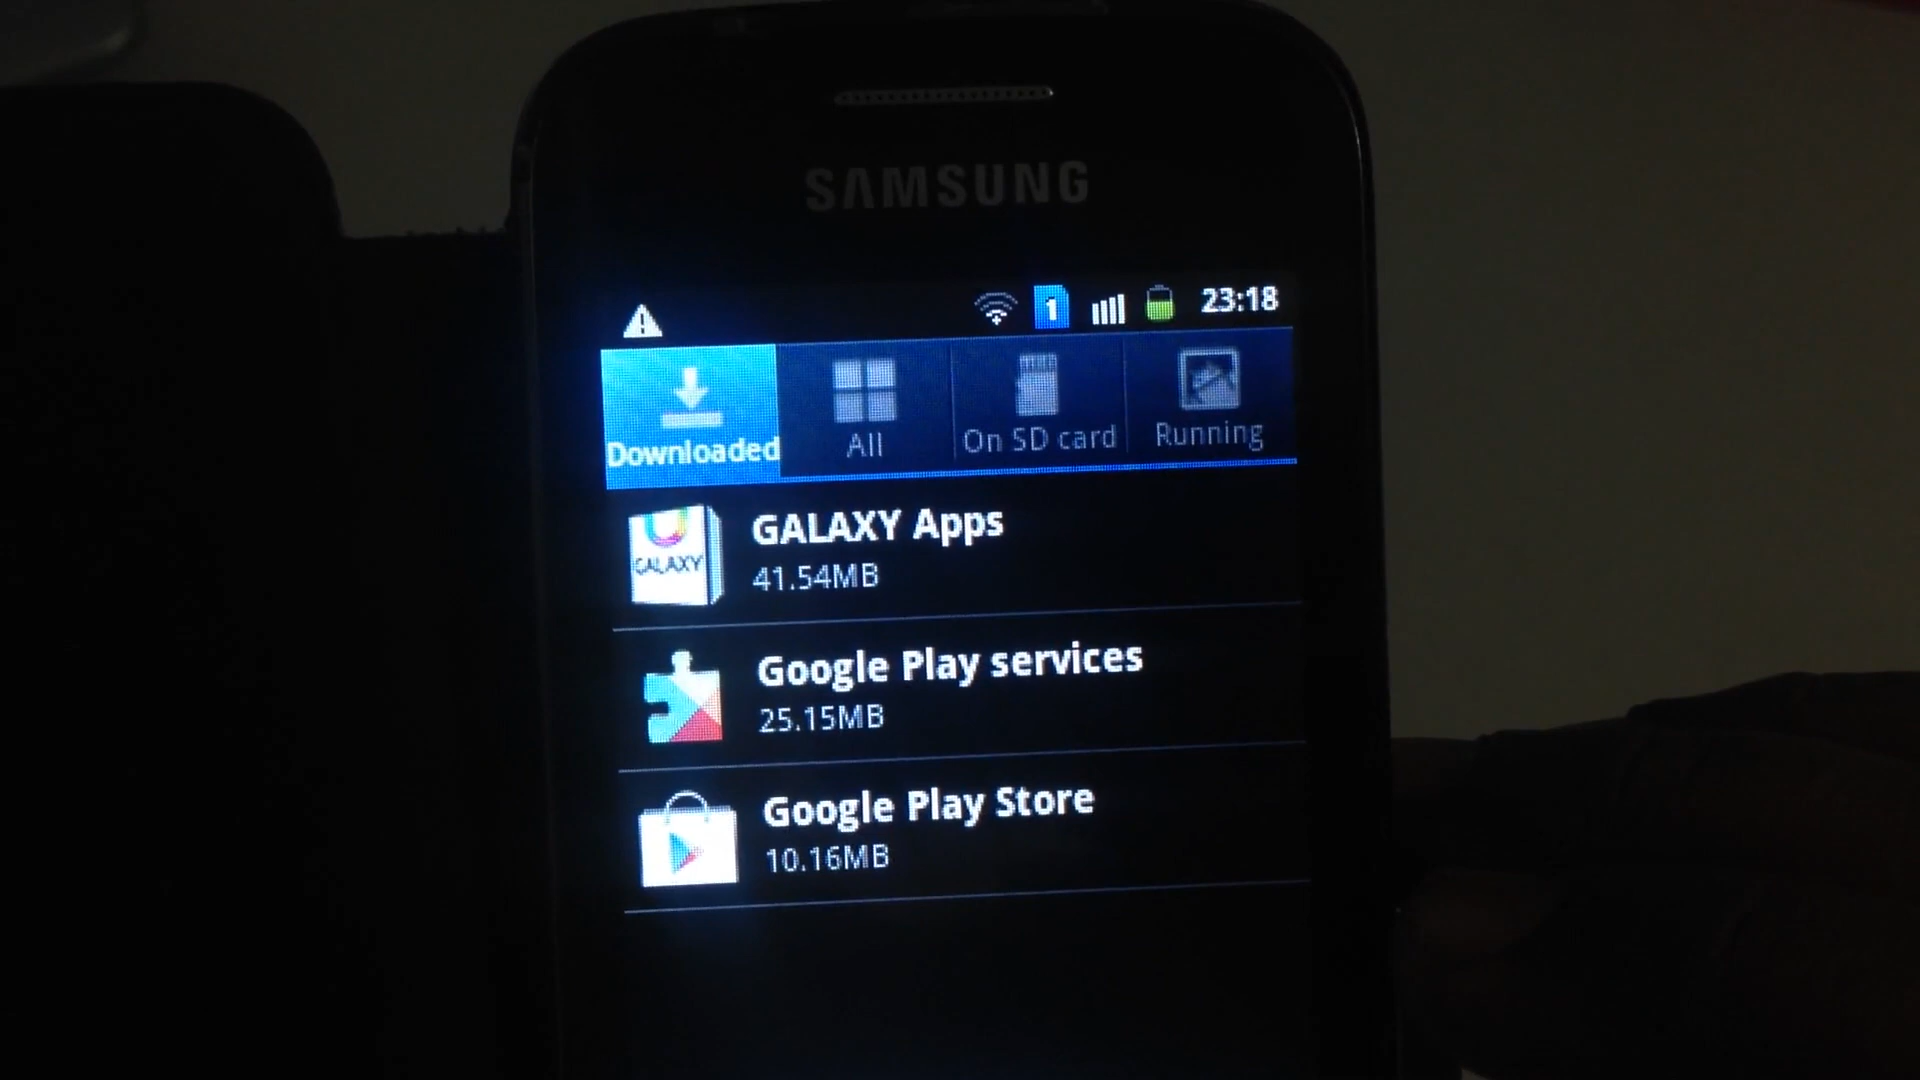 SAMSUNG
1 23:18
Downloaded All On SD card Running
GALAXY
GALAXY Apps
41.54MB
Google Play services
25.15MB
Google Play Store
10.16MB